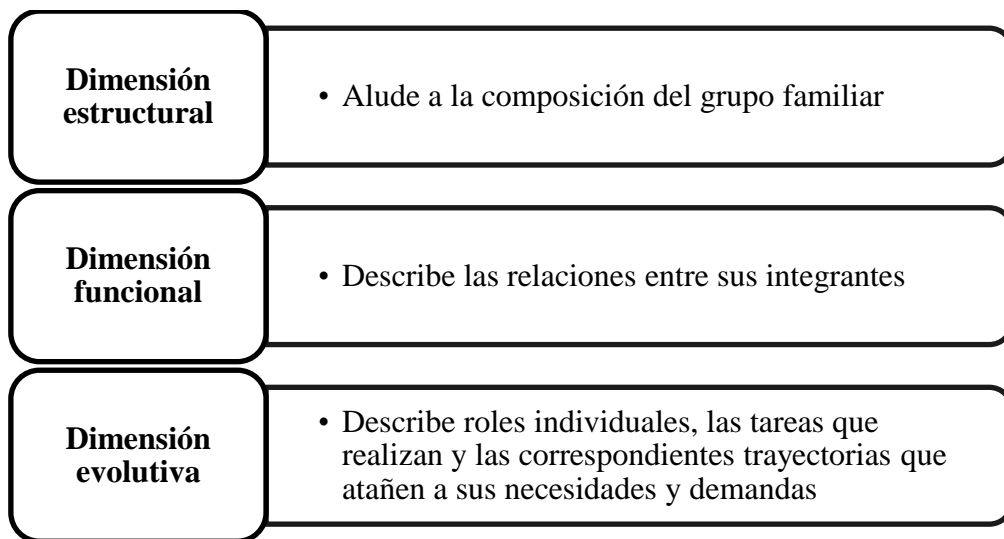 Dimensión
estructural
• Alude a la composición del grupo familiar
Dimensión
funcional
• Describe las relaciones entre sus integrantes
Dimensión
evolutiva
• Describe roles individuales, las tareas que
realizan y las correspondientes trayectorias que
atañen a sus necesidades y demandas